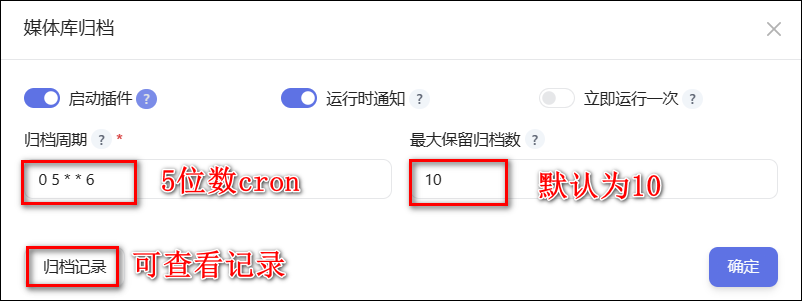 媒体库归档
启动插件 ? 运行时通知 ? 立即运行一次 ?
归档周期 ? * 最大保留归档数 ?
0 5 * * 6 5位数cron 10 默认为10
归档记录 可查看记录 确定